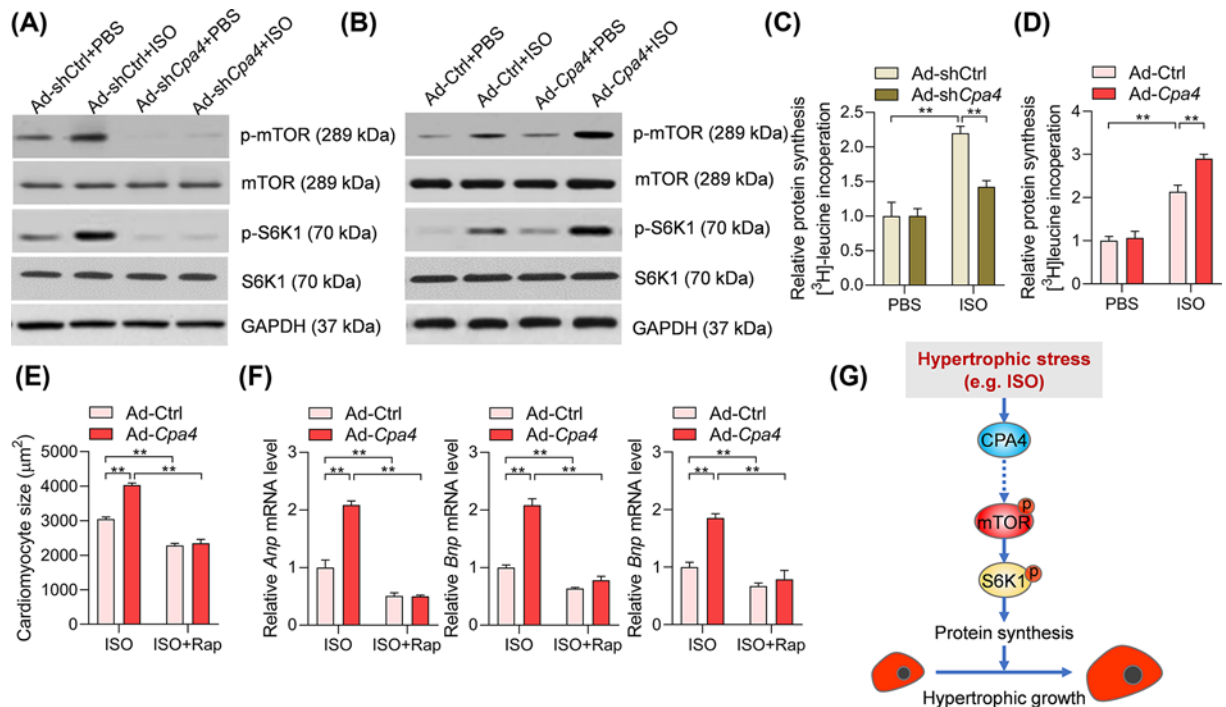 (A)
Ad-shCtrl+PBS
Ad-shCtrl+ISO
Ad-shCpa4+PBS
Ad-shCpa4+ISO
p-mTOR (289 kDa)
mTOR (289 kDa)
p-S6K1 (70 kDa)
S6K1 (70 kDa)
GAPDH (37 kDa)
(B)
Ad-Ctrl+PBS
Ad-Ctrl+ISO
Ad-Cpa4+PBS
Ad-Cpa4+ISO
p-mTOR (289 kDa)
mTOR (289 kDa)
p-S6K1 (70 kDa)
S6K1 (70 kDa)
GAPDH (37 kDa)
(C)
Ad-shCtrl
Ad-shCpa4
Relative protein synthesis
[³H]-leucine incoperation
2.5
2.0
1.5
1.0
0.5
0.0
** **
PBS ISO
(D)
Ad-Ctrl
Ad-Cpa4
Relative protein synthesis
[³H]leucine incoperation
4
3
2
1
0
** **
PBS ISO
(E)
Ad-Ctrl
Ad-Cpa4
Cardiomyocyte size (μm²)
5000
4000
3000
2000
1000
0
**
** **
ISO ISO+Rap
(F)
Ad-Ctrl
Ad-Cpa4
Relative Anp mRNA level
3
2
1
0
**
** **
ISO ISO+Rap
Ad-Ctrl
Ad-Cpa4
Relative Bnp mRNA level
3
2
1
0
**
** **
ISO ISO+Rap
Ad-Ctrl
Ad-Cpa4
Relative Bnp mRNA level
3
2
1
0
**
** **
ISO ISO+Rap
(G)
Hypertrophic stress
(e.g. ISO)
CPA4
p
mTOR
p
S6K1
Protein synthesis
Hypertrophic growth